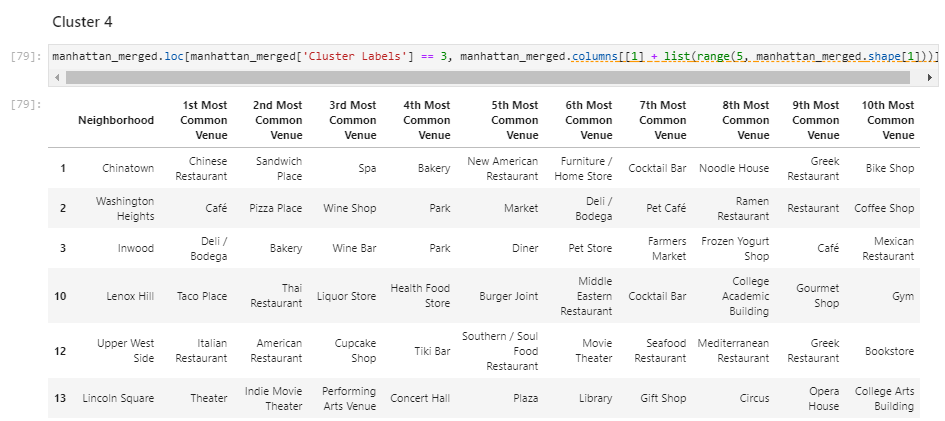 Cluster 4
[79]: manhattan_merged.loc[manhattan_merged['Cluster Labels'] == 3, manhattan_merged.columns[[1] + list(range(5, manhattan_merged.shape[1]))]]
[79]:
Neighborhood 1st Most Common Venue 2nd Most Common Venue 3rd Most Common Venue 4th Most Common Venue 5th Most Common Venue 6th Most Common Venue 7th Most Common Venue 8th Most Common Venue 9th Most Common Venue 10th Most Common Venue
1 Chinatown Chinese Restaurant Sandwich Place Spa Bakery New American Restaurant Furniture / Home Store Cocktail Bar Noodle House Greek Restaurant Bike Shop
2 Washington Heights Café Pizza Place Wine Shop Park Market Deli / Bodega Pet Café Ramen Restaurant Restaurant Coffee Shop
3 Inwood Deli / Bodega Bakery Wine Bar Park Diner Pet Store Farmers Market Frozen Yogurt Shop Café Mexican Restaurant
10 Lenox Hill Taco Place Thai Restaurant Liquor Store Health Food Store Burger Joint Middle Eastern Restaurant Cocktail Bar College Academic Building Gourmet Shop Gym
12 Upper West Side Italian Restaurant American Restaurant Cupcake Shop Tiki Bar Southern / Soul Food Restaurant Movie Theater Seafood Restaurant Mediterranean Restaurant Greek Restaurant Bookstore
13 Lincoln Square Theater Indie Movie Theater Performing Arts Venue Concert Hall Plaza Library Gift Shop Circus Opera House College Arts Building